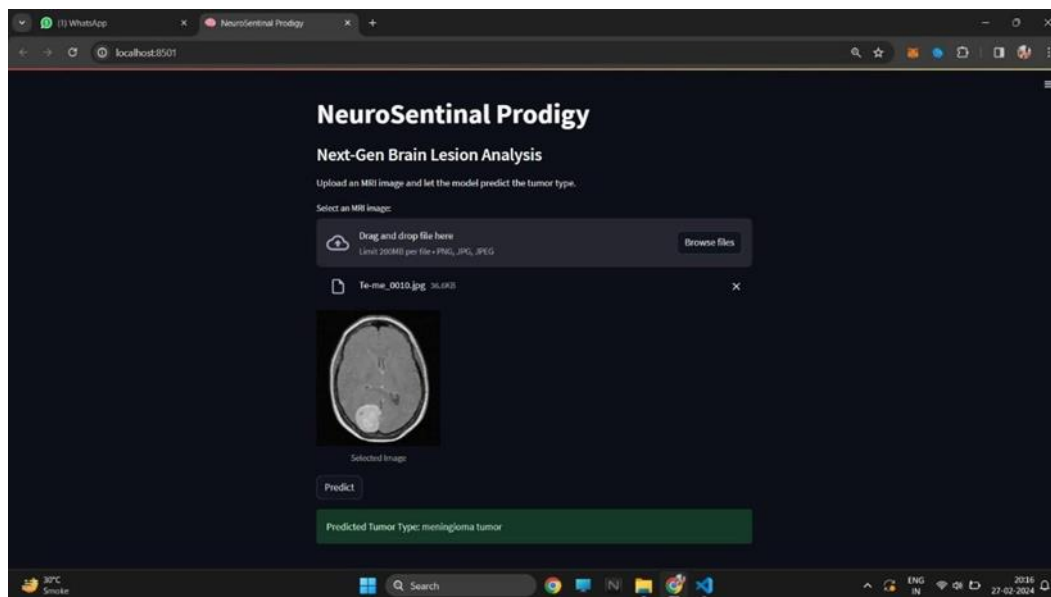 (1) WhatsApp
NeuroSentinal Prodigy
localhost:8501
NeuroSentinal Prodigy
Next-Gen Brain Lesion Analysis
Upload an MRI image and let the model predict the tumor type.
Select an MRI image:
Drag and drop file here
Limit 200MB per file • PNG, JPG, JPEG
Browse files
Te-me_0010.jpg
Selected Image
Predict
Predicted Tumor Type: meningioma tumor
30°C
Smoke
Search
ENG
IN
20:16
27-02-2024